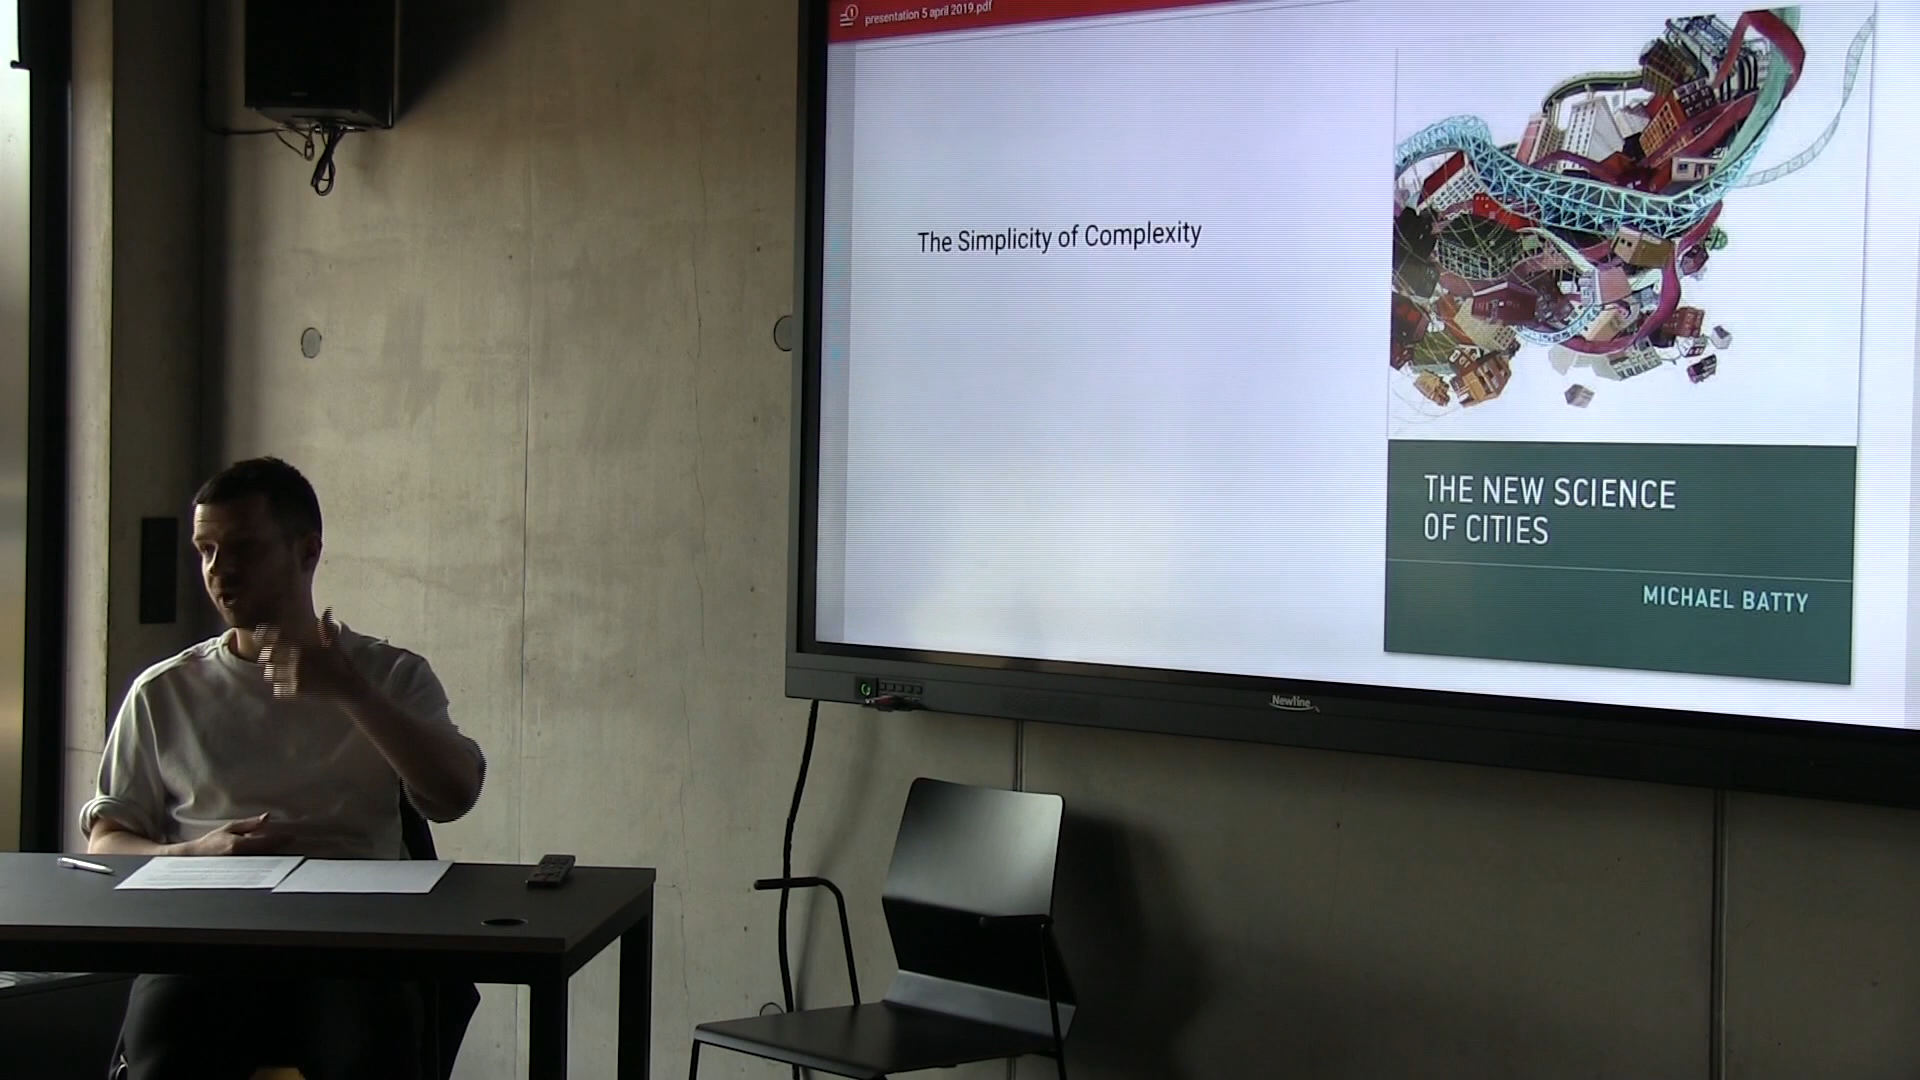 presentation 5 april 2019.pdf
The Simplicity of Complexity
THE NEW SCIENCE
OF CITIES
MICHAEL BATTY
Newline